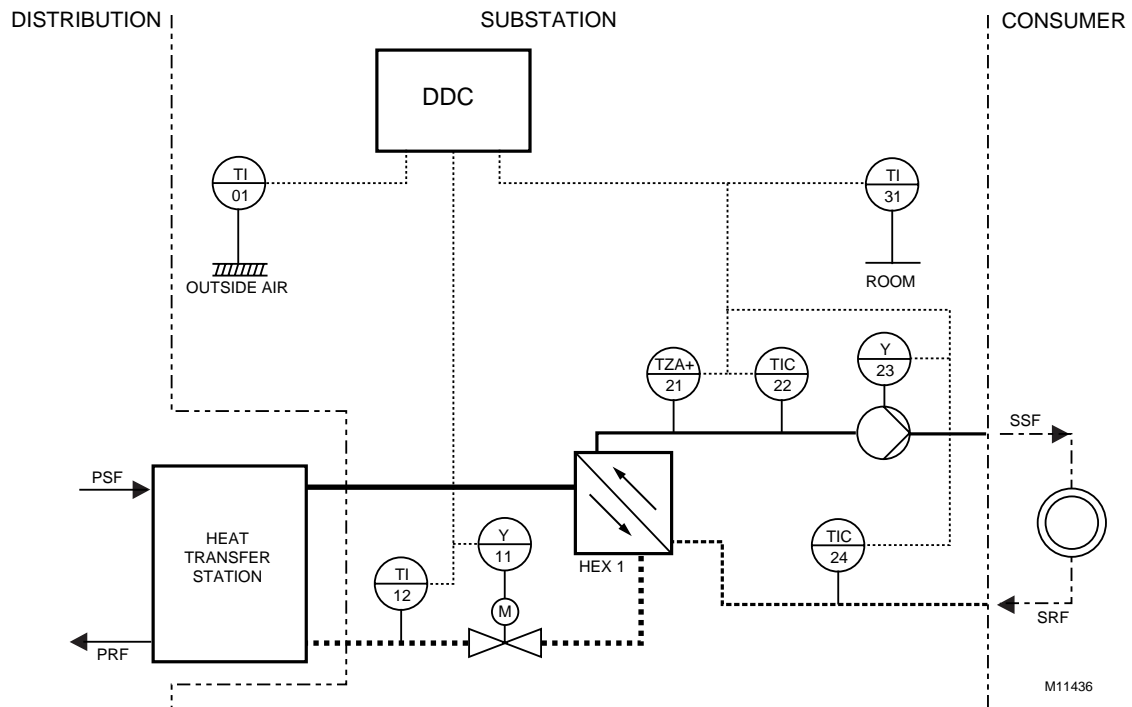 DISTRIBUTION
SUBSTATION
CONSUMER
DDC
TI
01
OUTSIDE AIR
TI
31
ROOM
TZA+
21
TIC
22
Y
23
SSF
PSF
HEAT
TRANSFER
STATION
PRF
TI
12
Y
11
M
HEX 1
TIC
24
SRF
M11436